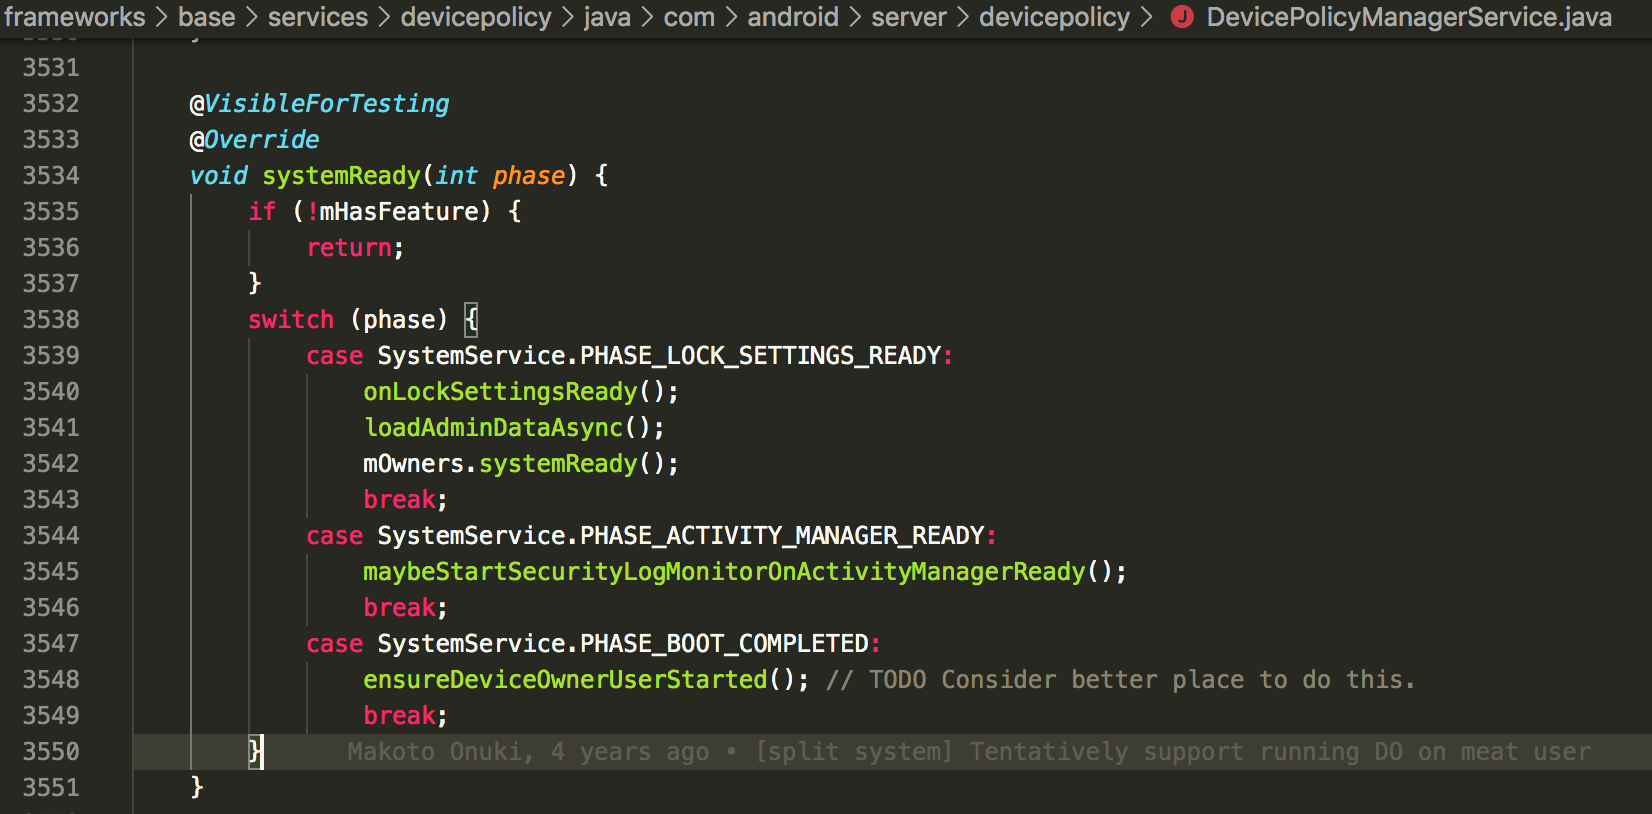 frameworks > base > services > devicepolicy > java > com > android > server > devicepolicy > J DevicePolicyManagerService.java
3531
3532 @VisibleForTesting
3533 @Override
3534 void systemReady(int phase) {
3535 if (!mHasFeature) {
3536 return;
3537 }
3538 switch (phase) {
3539 case SystemService.PHASE_LOCK_SETTINGS_READY:
3540 onLockSettingsReady();
3541 loadAdminDataAsync();
3542 mOwners.systemReady();
3543 break;
3544 case SystemService.PHASE_ACTIVITY_MANAGER_READY:
3545 maybeStartSecurityLogMonitorOnActivityManagerReady();
3546 break;
3547 case SystemService.PHASE_BOOT_COMPLETED:
3548 ensureDeviceOwnerUserStarted(); // TODO Consider better place to do this.
3549 break;
3550 } Makoto Onuki, 4 years ago • [split system] Tentatively support running DO on meat user
3551 }